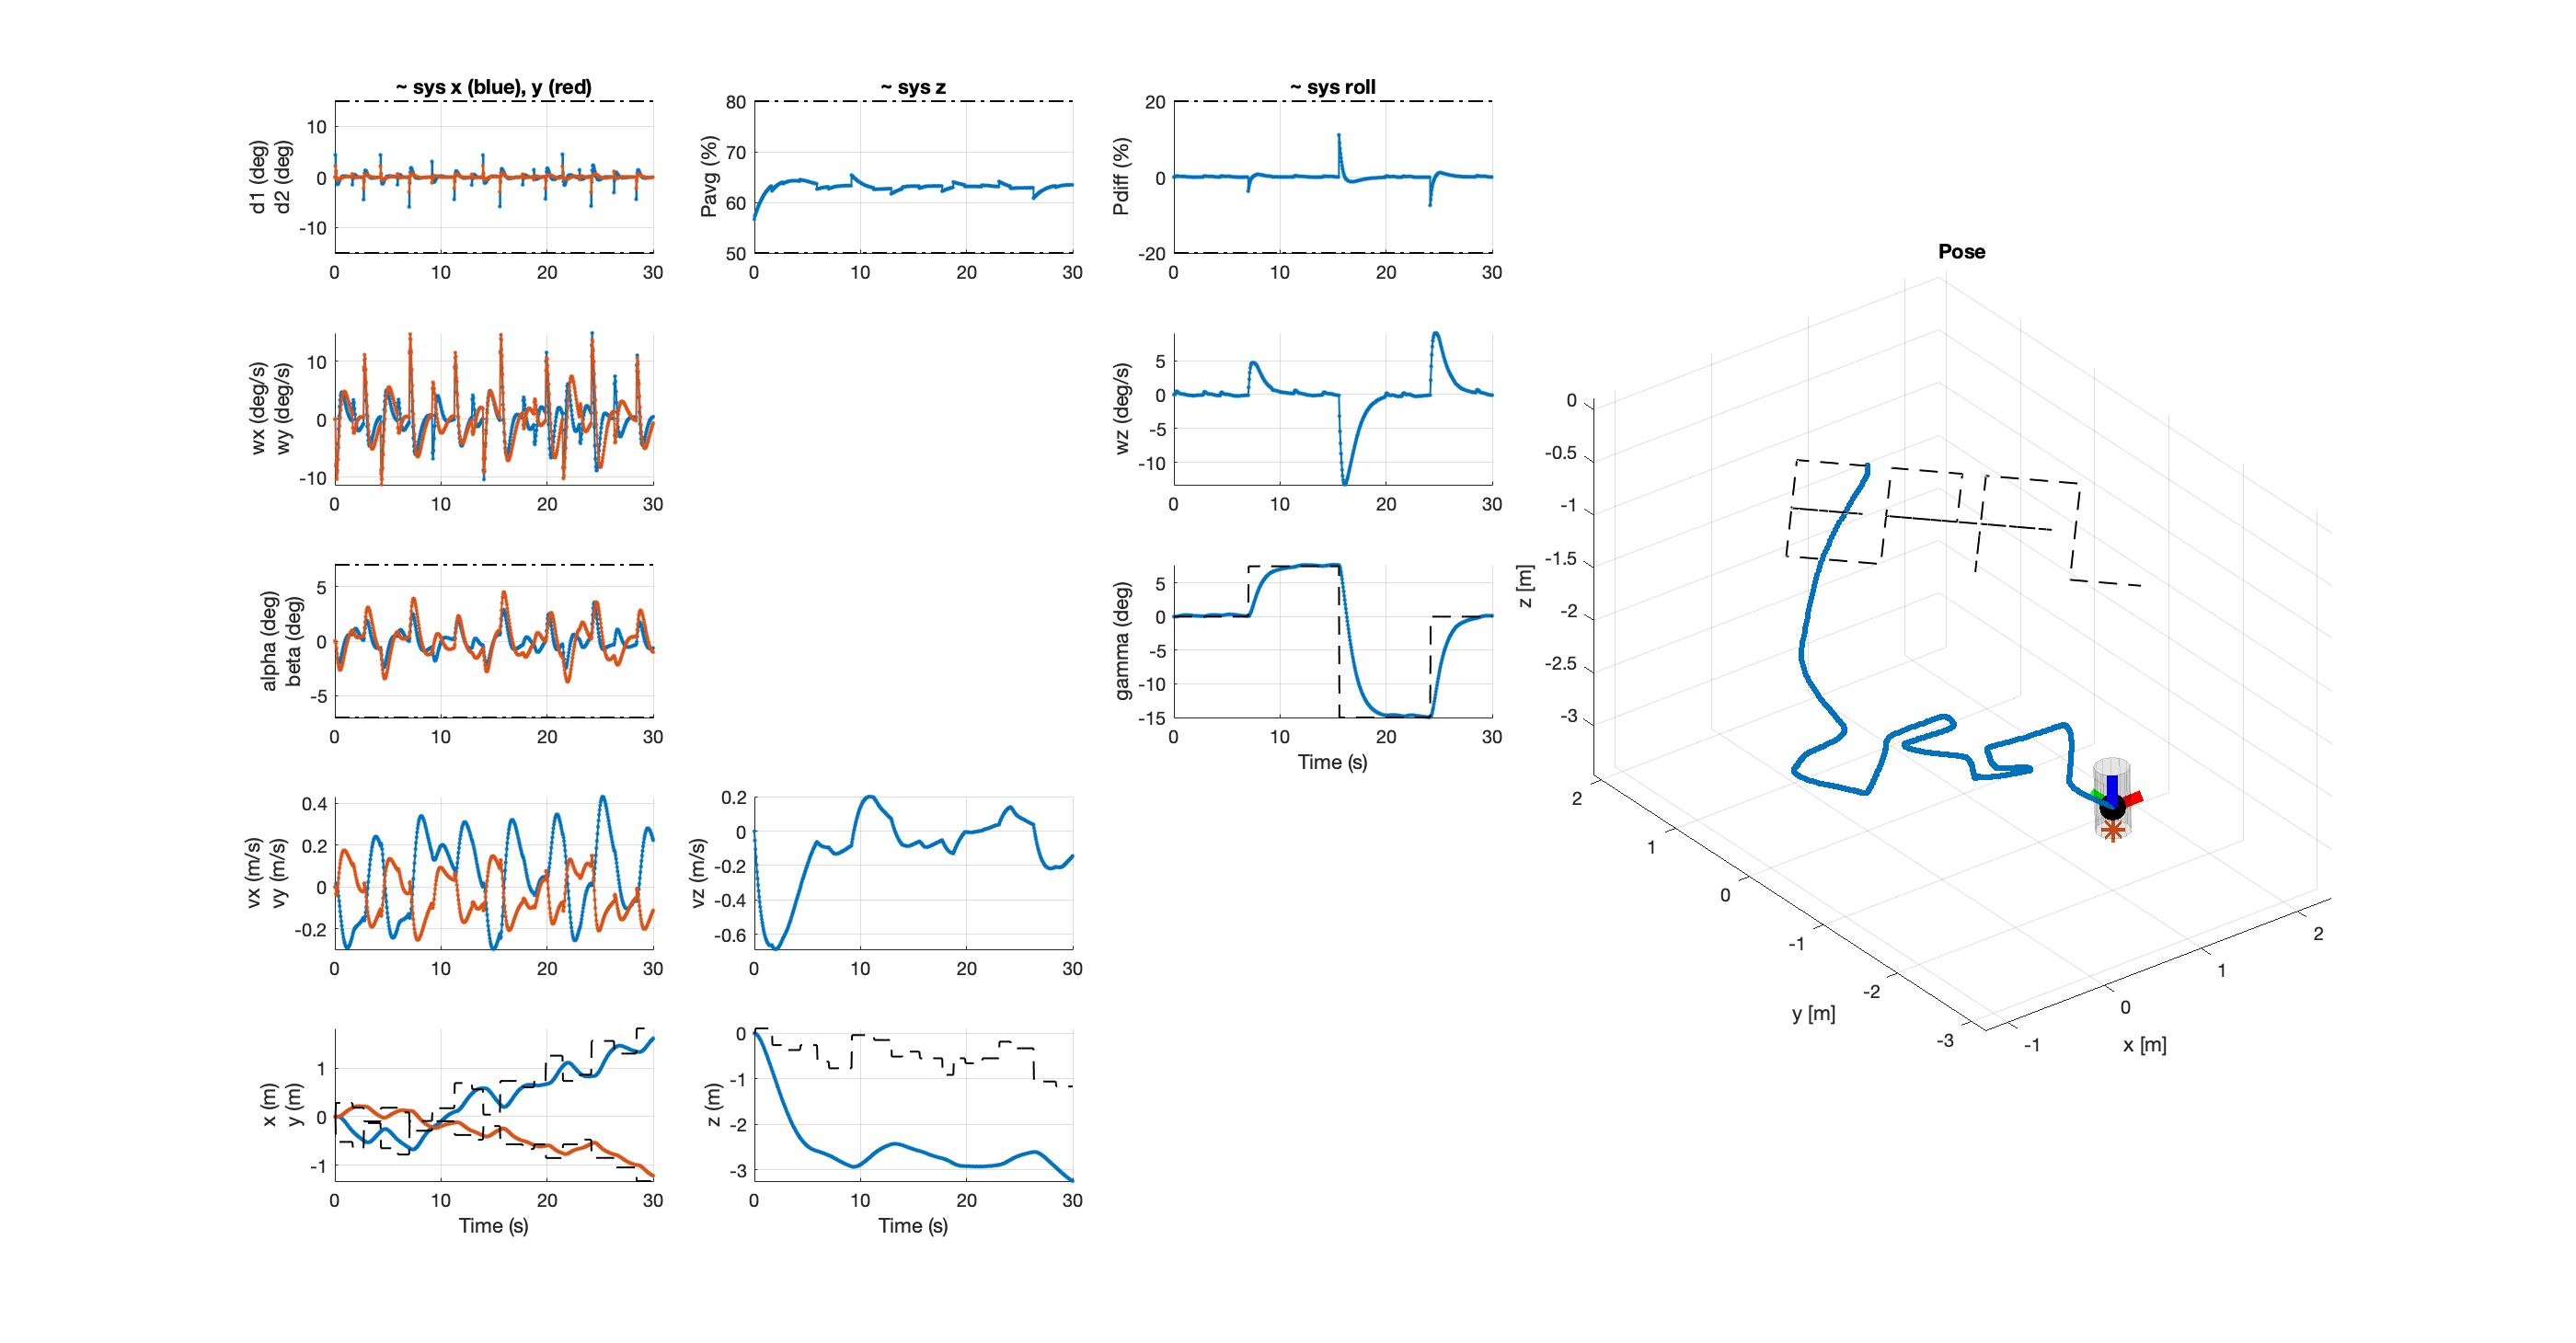 ~ sys x (blue), y (red)
d1 (deg)
d2 (deg)
10
0
-10
0 10 20 30
~ sys z
Pavg (%)
80
70
60
50
0 10 20 30
~ sys roll
Pdiff (%)
20
0
-20
0 10 20 30
wx (deg/s)
wy (deg/s)
10
0
-10
0 10 20 30
wz (deg/s)
5
0
-5
-10
0 10 20 30
alpha (deg)
beta (deg)
5
0
-5
0 10 20 30
gamma (deg)
5
0
-5
-10
-15
0 10 20 30
Time (s)
vx (m/s)
vy (m/s)
0.4
0.2
0
-0.2
0 10 20 30
vz (m/s)
0.2
0
-0.2
-0.4
-0.6
0 10 20 30
x (m)
y (m)
1
0
-1
0 10 20 30
Time (s)
z (m)
0
-1
-2
-3
0 10 20 30
Time (s)
Pose
z [m]
0
-0.5
-1
-1.5
-2
-2.5
-3
2
1
0
-1
-2
-3
y [m]
-1
0
1
2
x [m]